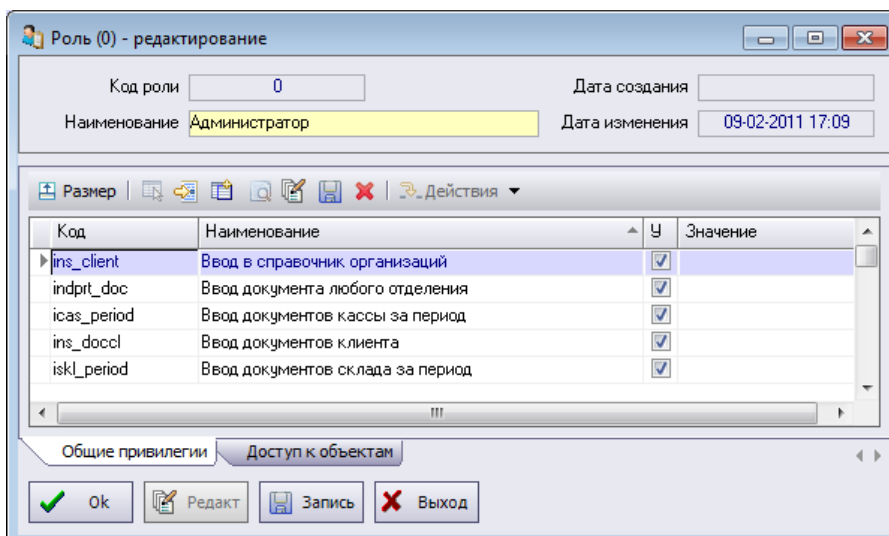 Роль (0) - редактирование
Код роли 0 Дата создания
Наименование Администратор Дата изменения 09-02-2011 17:09
Размер Действия
Код Наименование У Значение
ins_client Ввод в справочник организаций
indprt_doc Ввод документа любого отделения
icas_period Ввод документов кассы за период
ins_doccl Ввод документов клиента
iskl_period Ввод документов склада за период
Общие привилегии Доступ к объектам
Ok Редакт Запись Выход